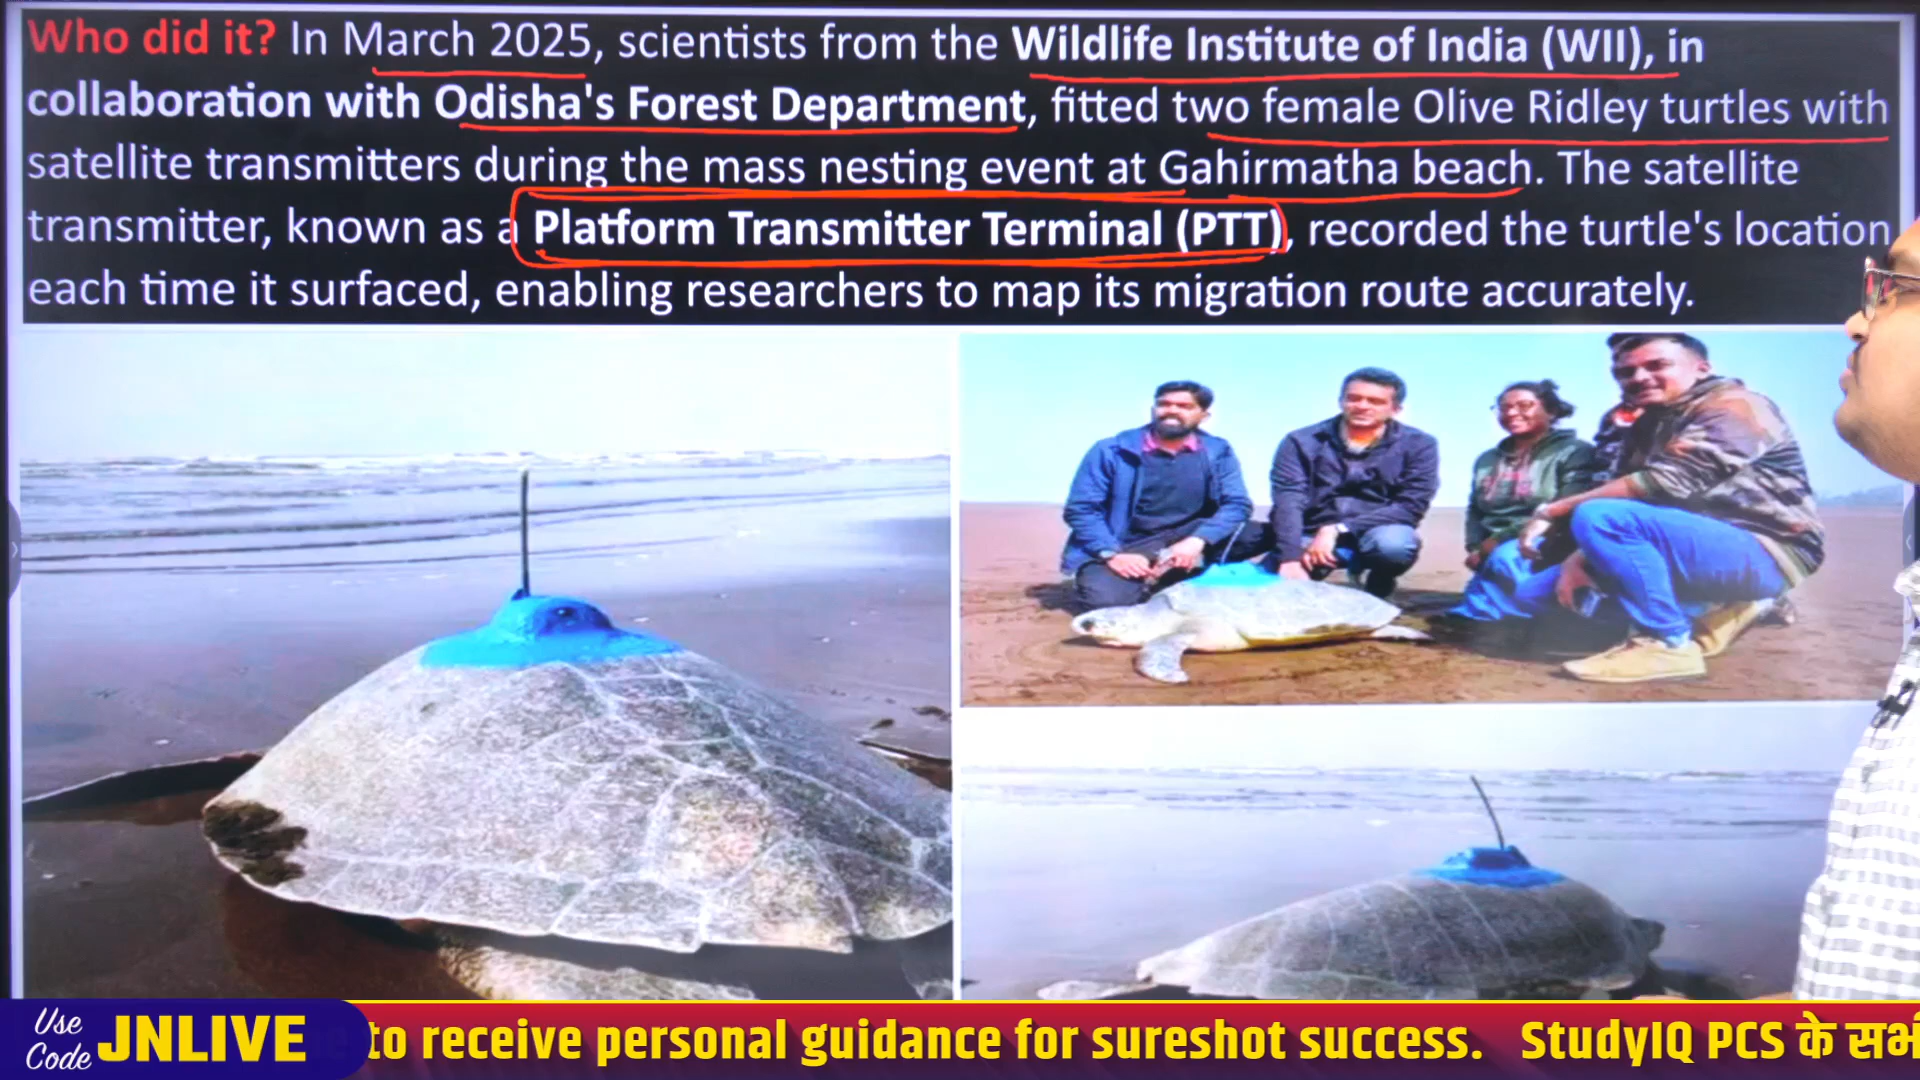 Who did it? In March 2025, scientists from the Wildlife Institute of India (WII), in
collaboration with Odisha's Forest Department, fitted two female Olive Ridley turtles with
satellite transmitters during the mass nesting event at Gahirmatha beach. The satellite
transmitter, known as a Platform Transmitter Terminal (PTT), recorded the turtle's location
each time it surfaced, enabling researchers to map its migration route accurately.
Use
Code JNLIVE
to receive personal guidance for sureshot success. StudyIQ PCS के सभी